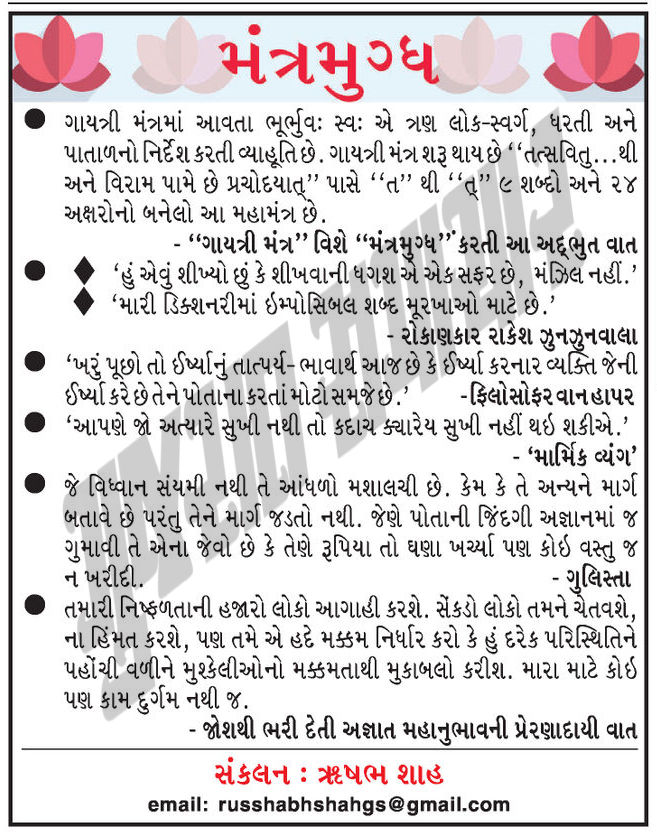 મંત્રમુગ્ધ
● ગાયત્રી મંત્રમાં આવતા ભૂર્ભુવઃ સ્વઃ એ ત્રણ લોક-સ્વર્ગ, ધરતી અને
પાતાળનો નિર્દેશ કરતી વ્યાહૃતિ છે. ગાયત્રી મંત્ર શરૂ થાય છે ‘‘તત્સવિતુ...થી
અને વિરામ પામે છે પ્રચોદયાત્’’ પાસે ‘‘ત’’ થી ‘‘ત્’’ ૯ શબ્દો અને ૨૪
અક્ષરોનો બનેલો આ મહામંત્ર છે.
- ‘‘ગાયત્રી મંત્ર’’ વિશે ‘‘મંત્રમુગ્ધ’’ કરતી આ અદ્‌ભુત વાત
● ♦ ‘હું એવું શીખ્યો છું કે શીખવાની ધગશ એ એક સફર છે, મંઝિલ નહીં.’
♦ ‘મારી ડિક્શનરીમાં ઇમ્પોસિબલ શબ્દ મૂરખાઓ માટે છે.’
- રોકાણકાર રાકેશ ઝુનઝુનવાલા
● ‘ખરું પૂછો તો ઈર્ષ્યાનું તાત્પર્ય- ભાવાર્થ આજ છે કે ઈર્ષ્યા કરનાર વ્યક્તિ જેની
ઈર્ષ્યા કરે છે તેને પોતાના કરતાં મોટો સમજે છે.’ -ફિલોસોફર વાન હાપર
● ‘આપણે જો અત્યારે સુખી નથી તો કદાચ ક્યારેય સુખી નહીં થઇ શકીએ.’
- ‘માર્મિક વ્યંગ’
● જે વિધ્વાન સંયમી નથી તે આંધળો મશાલચી છે. કેમ કે તે અન્યને માર્ગ
બતાવે છે પરંતુ તેને માર્ગ જડતો નથી. જેણે પોતાની જિંદગી અજ્ઞાનમાં જ
ગુમાવી તે એના જેવો છે કે તેણે રૂપિયા તો ઘણા ખર્ચ્યા પણ કોઇ વસ્તુ જ
ન ખરીદી. - ગુલિસ્તા
● તમારી નિષ્ફળતાની હજારો લોકો આગાહી કરશે. સેંકડો લોકો તમને ચેતવશે,
ના હિંમત કરશે, પણ તમે એ હદે મક્કમ નિર્ધાર કરો કે હું દરેક પરિસ્થિતિને
પહોંચી વળીને મુશ્કેલીઓનો મક્કમતાથી મુકાબલો કરીશ. મારા માટે કોઇ
પણ કામ દુર્ગમ નથી જ.
- જોશથી ભરી દેતી અજ્ઞાત મહાનુભાવની પ્રેરણાદાયી વાત
સંકલન : ઋષભ શાહ
email: russhabhshahgs@gmail.com